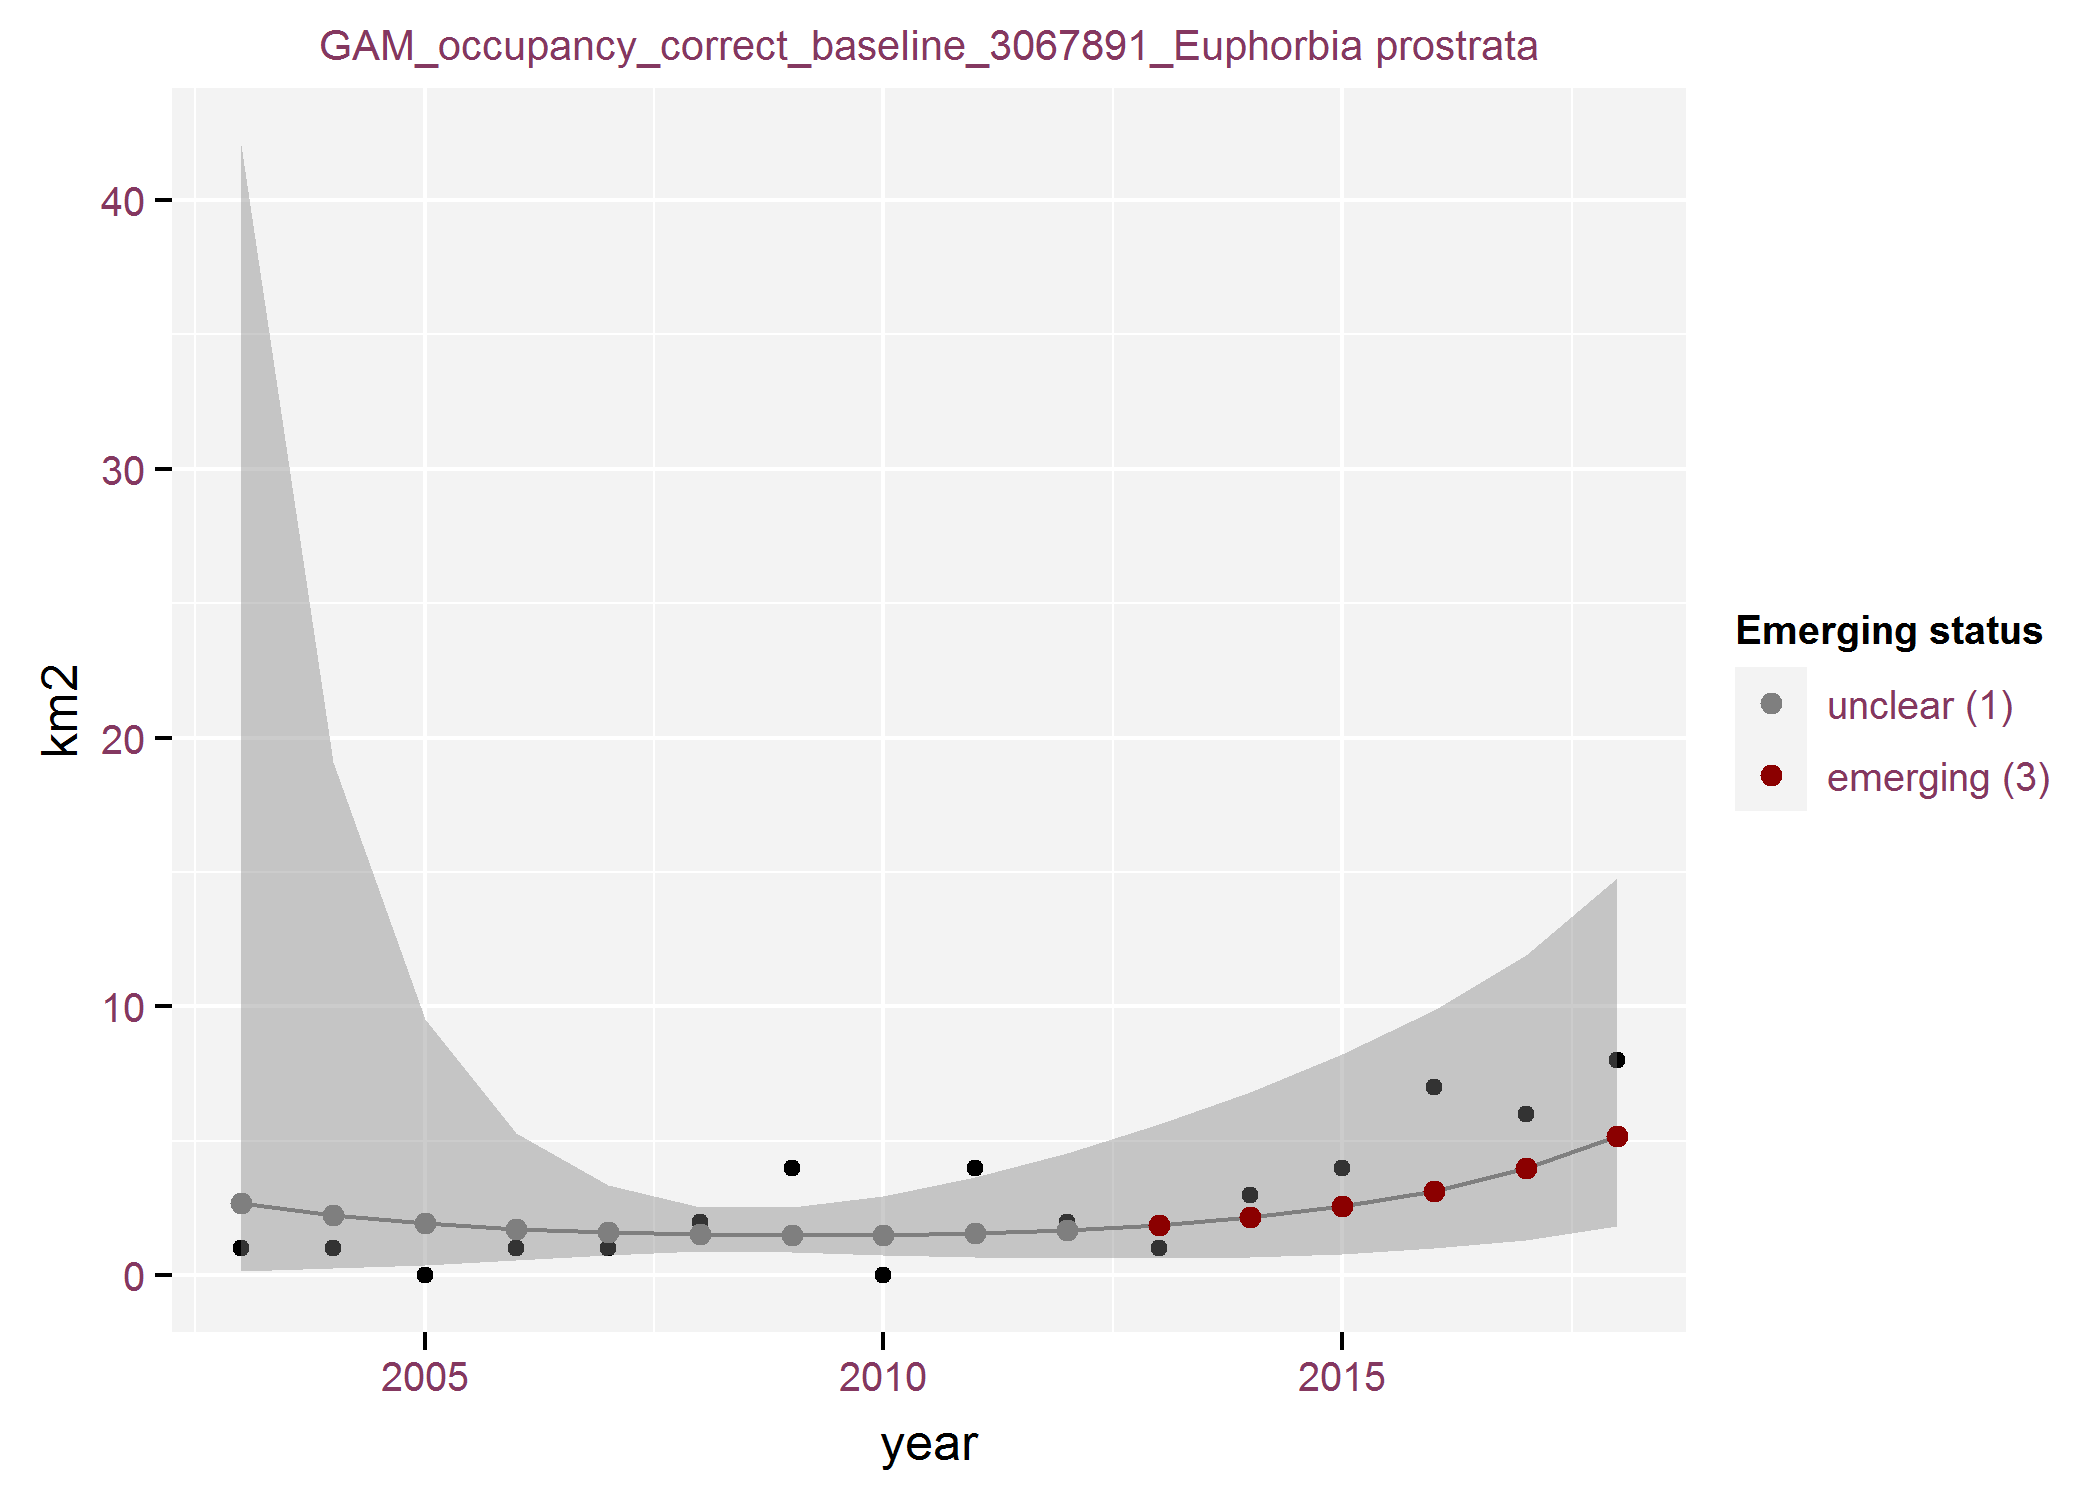 GAM_occupancy_correct_baseline_3067891_Euphorbia prostrata
40
30
20
10
0
km2
2005
2010
2015
year
Emerging status
unclear (1)
emerging (3)